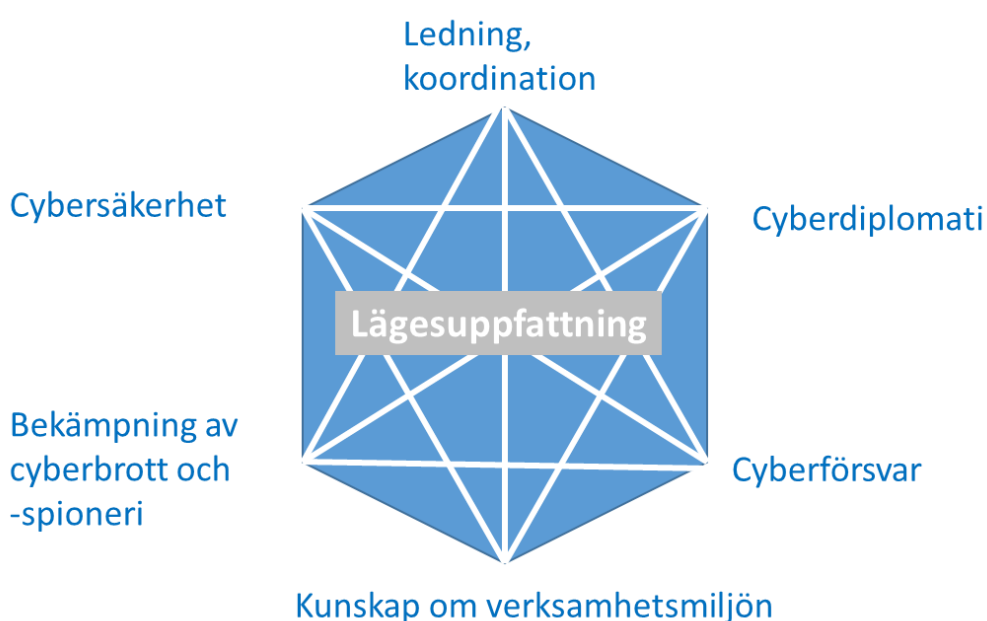 Ledning,
koordination
Cybersäkerhet
Cyberdiplomati
Lägesuppfattning
Bekämpning av
cyberbrott och
-spioneri
Cyberförsvar
Kunskap om verksamhetsmiljön